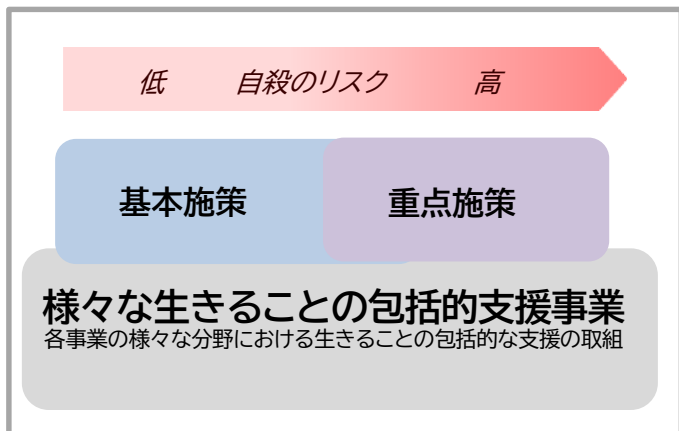 低 自殺のリスク 高
基本施策 重点施策
様々な生きることの包括的支援事業
各事業の様々な分野における生きることの包括的な支援の取組